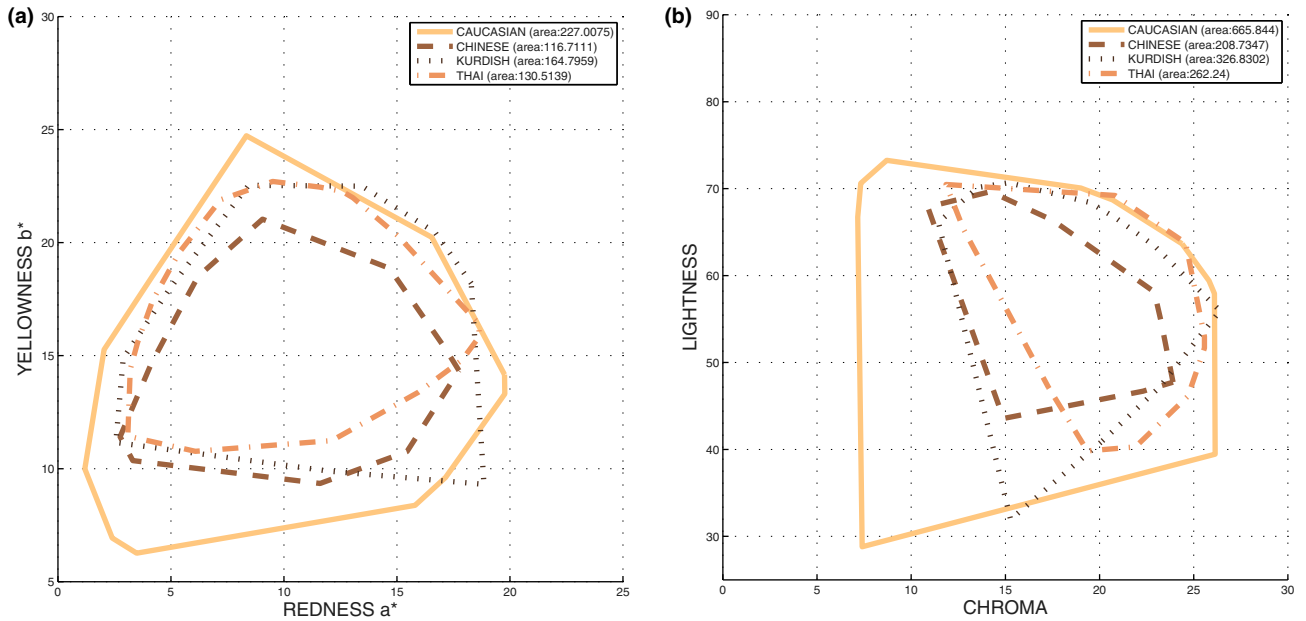 (a)
30
25
20
15
10
5
YELLOWNESS b*
0
5
10
15
20
25
REDNESS a*
CAUCASIAN (area:227.0075)
CHINESE (area:116.7111)
KURDISH (area:164.7959)
THAI (area:130.5139)
(b)
90
80
70
60
50
40
30
LIGHTNESS
0
5
10
15
20
25
30
CHROMA
CAUCASIAN (area:665.844)
CHINESE (area:208.7347)
KURDISH (area:326.8302)
THAI (area:262.24)